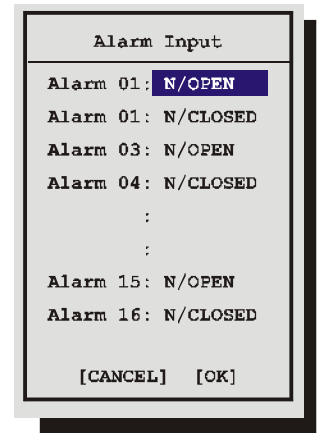 Alarm Input
Alarm 01: N/OPEN
Alarm 01: N/CLOSED
Alarm 03: N/OPEN
Alarm 04: N/CLOSED
:
:
Alarm 15: N/OPEN
Alarm 16: N/CLOSED
[CANCEL] [OK]